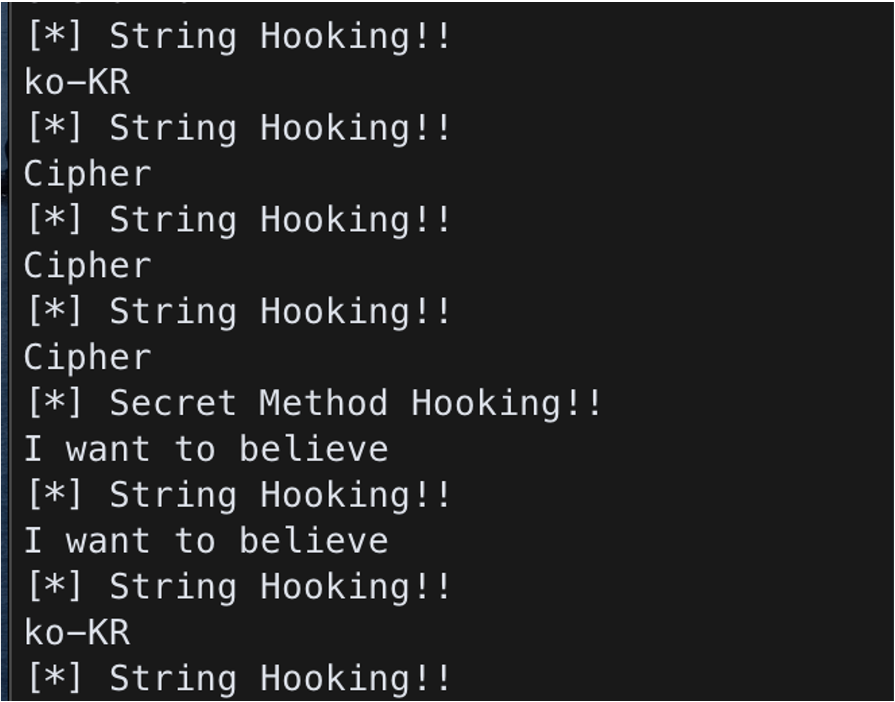 [*] String Hooking!!
ko-KR
[*] String Hooking!!
Cipher
[*] String Hooking!!
Cipher
[*] String Hooking!!
Cipher
[*] Secret Method Hooking!!
I want to believe
[*] String Hooking!!
I want to believe
[*] String Hooking!!
ko-KR
[*] String Hooking!!